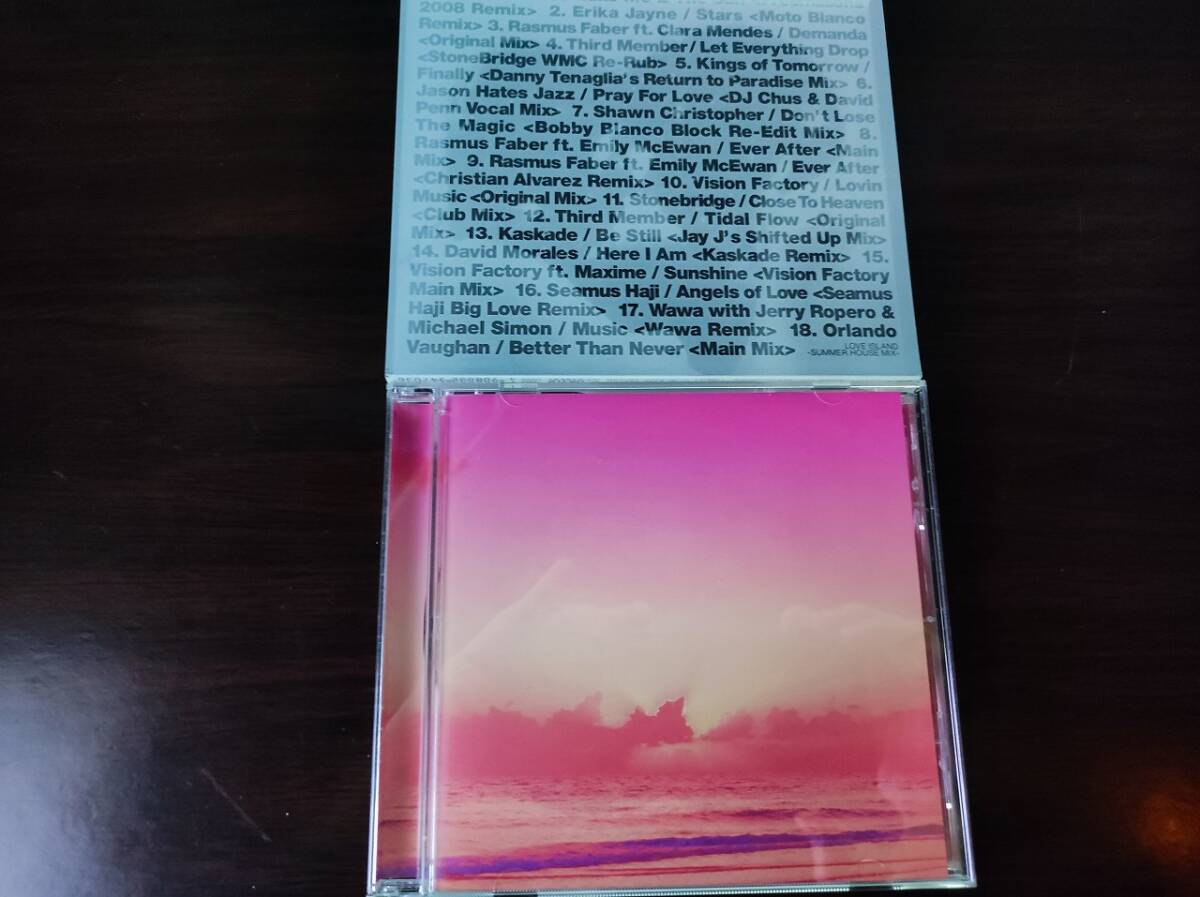 2008 Remix> 2. Erika Jayne / Stars <Moto Blanco
Remix> 3. Rasmus Faber ft. Clara Mendes / Demanda
<Original Mix> 4. Third Member / Let Everything Drop
<StoneBridge WMC Re-Rub> 5. Kings of Tomorrow /
Finally <Danny Tenaglia's Return to Paradise Mix> 6.
Jason Hates Jazz / Pray For Love <DJ Chus & David
Penn Vocal Mix> 7. Shawn Christopher / Don't Lose
The Magic <Bobby Blanco Block Re-Edit Mix> 8.
Rasmus Faber ft. Emily McEwan / Ever After <Main
Mix> 9. Rasmus Faber ft. Emily McEwan / Ever After
<Christian Alvarez Remix> 10. Vision Factory / Lovin
Music <Original Mix> 11. Stonebridge / Close To Heaven
<Club Mix> 12. Third Member / Tidal Flow <Original
Mix> 13. Kaskade / Be Still <Jay J's Shifted Up Mix>
14. David Morales / Here I Am <Kaskade Remix> 15.
Vision Factory ft. Maxime / Sunshine <Vision Factory
Main Mix> 16. Seamus Haji / Angels of Love <Seamus
Haji Big Love Remix> 17. Wawa with Jerry Ropero &
Michael Simon / Music <Wawa Remix> 18. Orlando
Vaughan / Better Than Never <Main Mix>
LOVE ISLAND
-SUMMER HOUSE MIX-